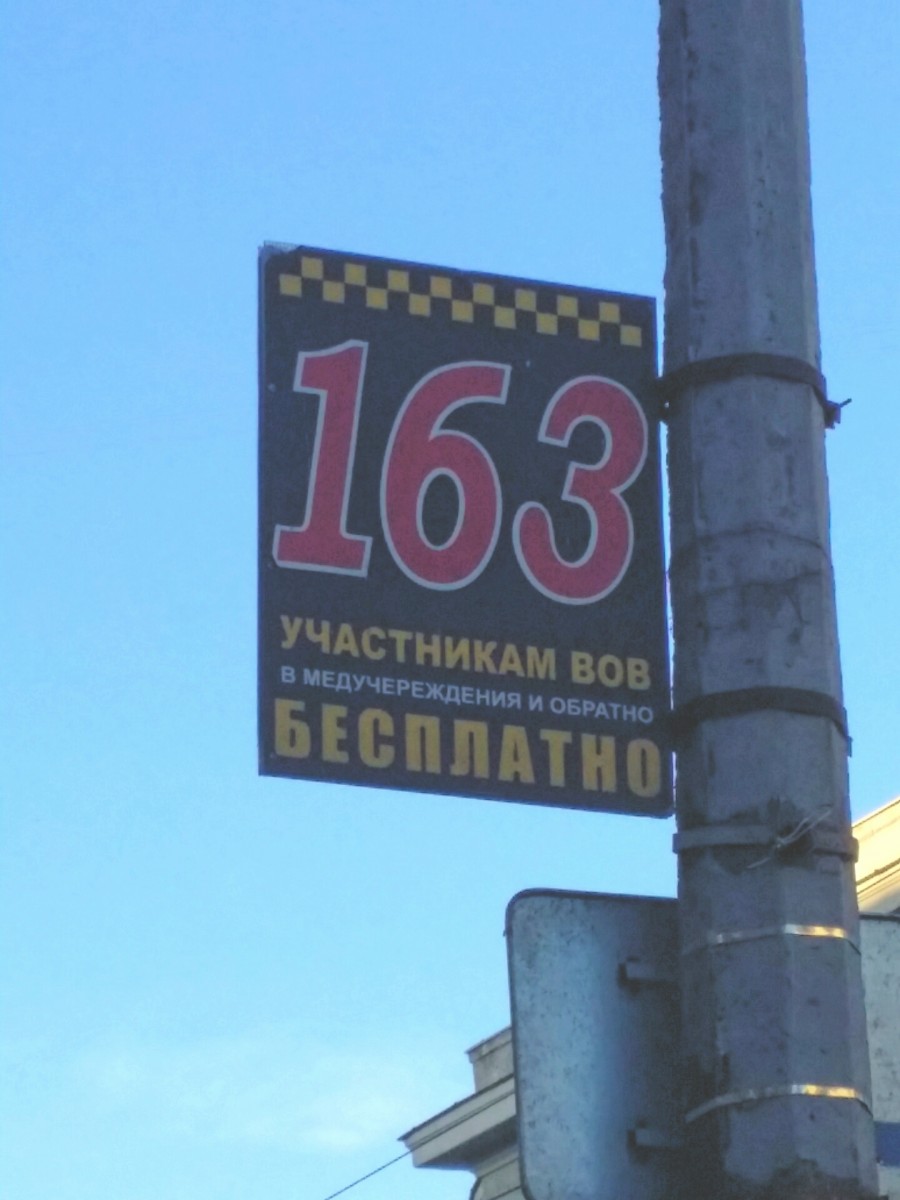 163
УЧАСТНИКАМ ВОВ
В МЕДУЧЕРЕЖДЕНИЯ И ОБРАТНО
БЕСПЛАТНО